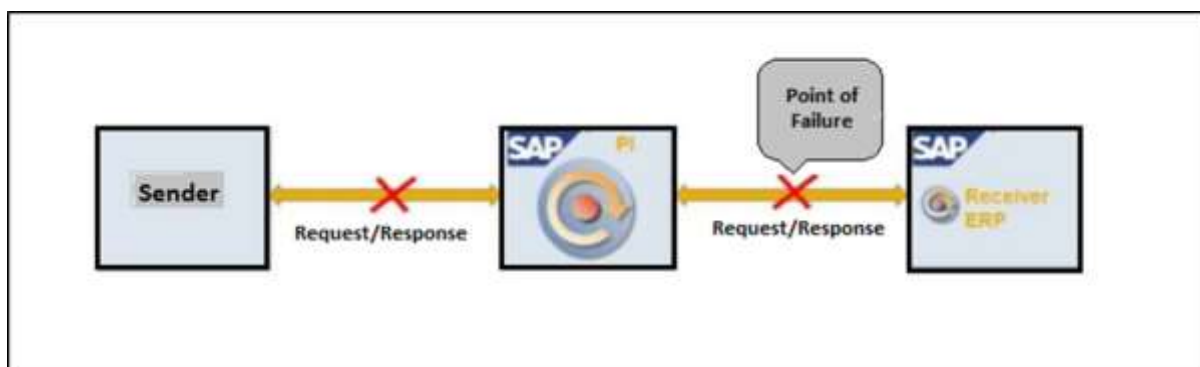 Point of
Failure
Sender
SAP
PI
SAP
Receiver
ERP
Request/Response
Request/Response